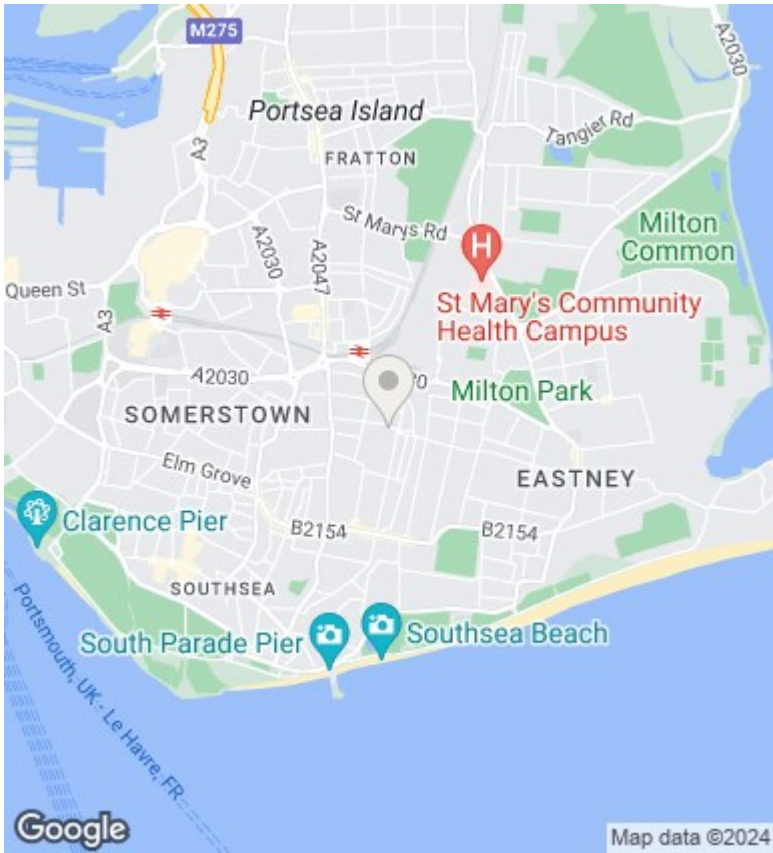 M275
A2030
Portsea Island
Tangier Rd
FRATTON
A3
St Marys Rd
Milton
Common
A2030
A2047
H
Queen St
St Mary's Community
Health Campus
A3
A2030
Milton Park
SOMERSTOWN
Elm Grove
EASTNEY
Clarence Pier
B2154
B2154
SOUTHSEA
South Parade Pier
Southsea Beach
Portsmouth, UK - Le Havre, FR
Google
Map data ©2024